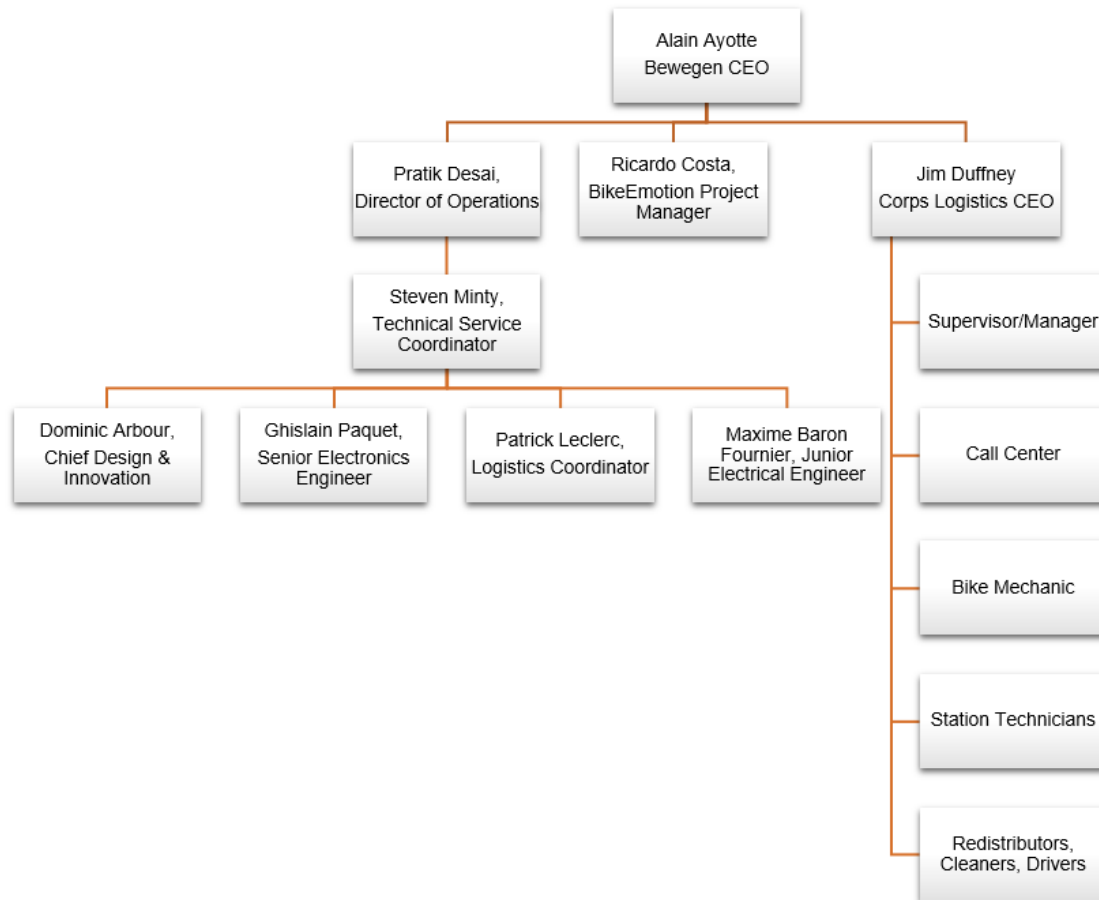 Alain Ayotte
Bewegen CEO
Pratik Desai,
Director of Operations
Ricardo Costa,
BikeEmotion Project
Manager
Jim Duffney
Corps Logistics CEO
Steven Minty,
Technical Service
Coordinator
Dominic Arbour,
Chief Design &
Innovation
Ghislain Paquet,
Senior Electronics
Engineer
Patrick Leclerc,
Logistics Coordinator
Maxime Baron
Fournier, Junior
Electrical Engineer
Supervisor/Manager
Call Center
Bike Mechanic
Station Technicians
Redistributors,
Cleaners, Drivers